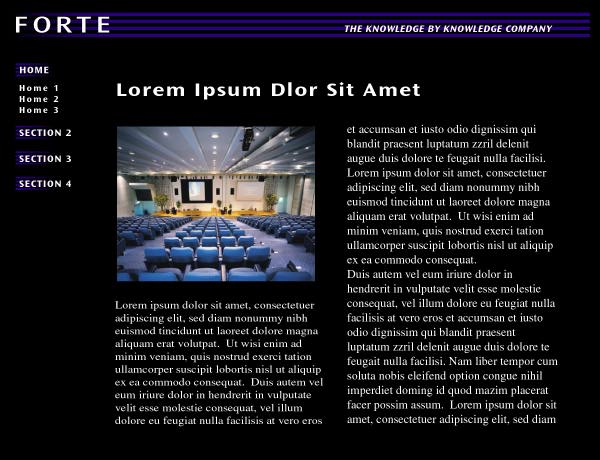 FORTE
THE KNOWLEDGE BY KNOWLEDGE COMPANY
HOME
Home 1
Home 2
Home 3
SECTION 2
SECTION 3
SECTION 4
Lorem Ipsum Dlor Sit Amet
Lorem ipsum dolor sit amet, consectetuer
adipiscing elit, sed diam nonummy nibh
euismod tincidunt ut laoreet dolore magna
aliquam erat volutpat.  Ut wisi enim ad
minim veniam, quis nostrud exerci tation
ullamcorper suscipit lobortis nisl ut aliquip
ex ea commodo consequat.  Duis autem vel
eum iriure dolor in hendrerit in vulputate
velit esse molestie consequat, vel illum
dolore eu feugiat nulla facilisis at vero eros
et accumsan et iusto odio dignissim qui
blandit praesent luptatum zzril delenit
augue duis dolore te feugait nulla facilisi.
Lorem ipsum dolor sit amet, consectetuer
adipiscing elit, sed diam nonummy nibh
euismod tincidunt ut laoreet dolore magna
aliquam erat volutpat.  Ut wisi enim ad
minim veniam, quis nostrud exerci tation
ullamcorper suscipit lobortis nisl ut aliquip
ex ea commodo consequat.
Duis autem vel eum iriure dolor in
hendrerit in vulputate velit esse molestie
consequat, vel illum dolore eu feugiat nulla
facilisis at vero eros et accumsan et iusto
odio dignissim qui blandit praesent
luptatum zzril delenit augue duis dolore te
feugait nulla facilisi. Nam liber tempor cum
soluta nobis eleifend option congue nihil
imperdiet doming id quod mazim placerat
facer possim assum.  Lorem ipsum dolor sit
amet, consectetuer adipiscing elit, sed diam